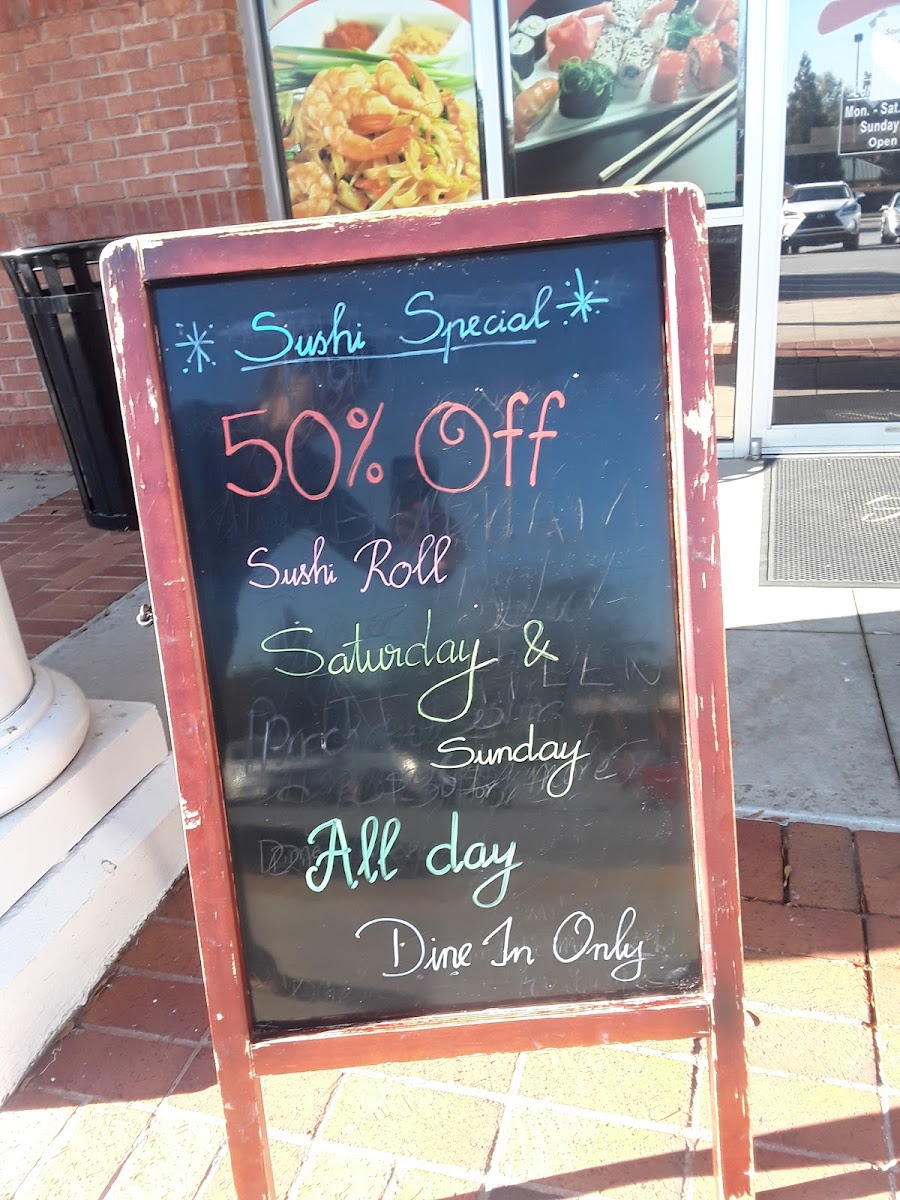 Mon. - Sat.
Sunday
Open
Sushi Special
50% Off
Sushi Roll
Saturday &
Sunday
All day
Dine In Only